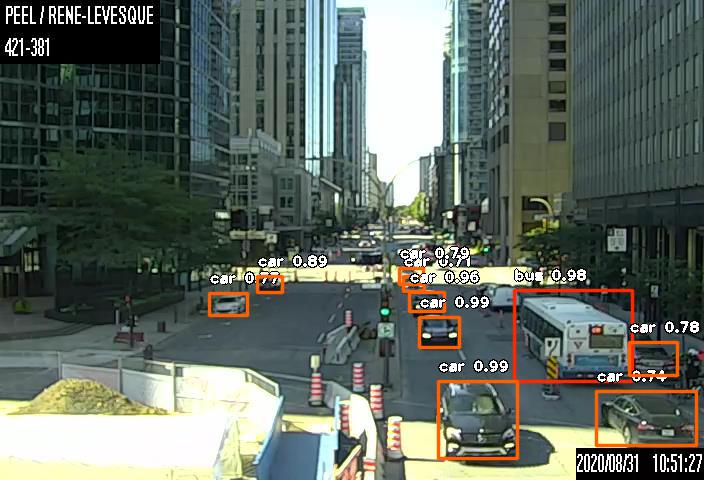 PEEL / RENE-LEVESQUE
421-381
car 0.79
car 0.71
car 0.89
car 0.77
car 0.96
bus 0.98
car 0.99
car 0.78
car 0.99
car 0.74
2020/08/31 10:51:27